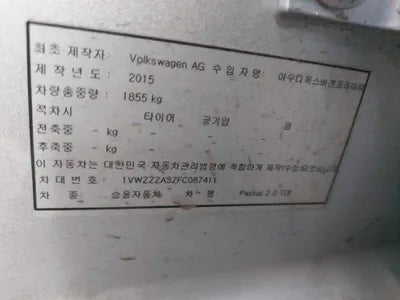 최초 제작자: Volkswagen AG 수 입 자 명: 아우디폭스바겐코리아㈜
제 작 년 도 : 2015
차량총중량 : 1855 kg
적차시 타이어 공기압
전축중 - kg -
후축중 - kg -
이 자동차는 대한민국 자동차관리법령에 적합하게 제작(수입)
차 대 번 호 : 1VWZZZA3ZFC087411
차 종: 승용자동차 차 명: Passat 2.0 TDI